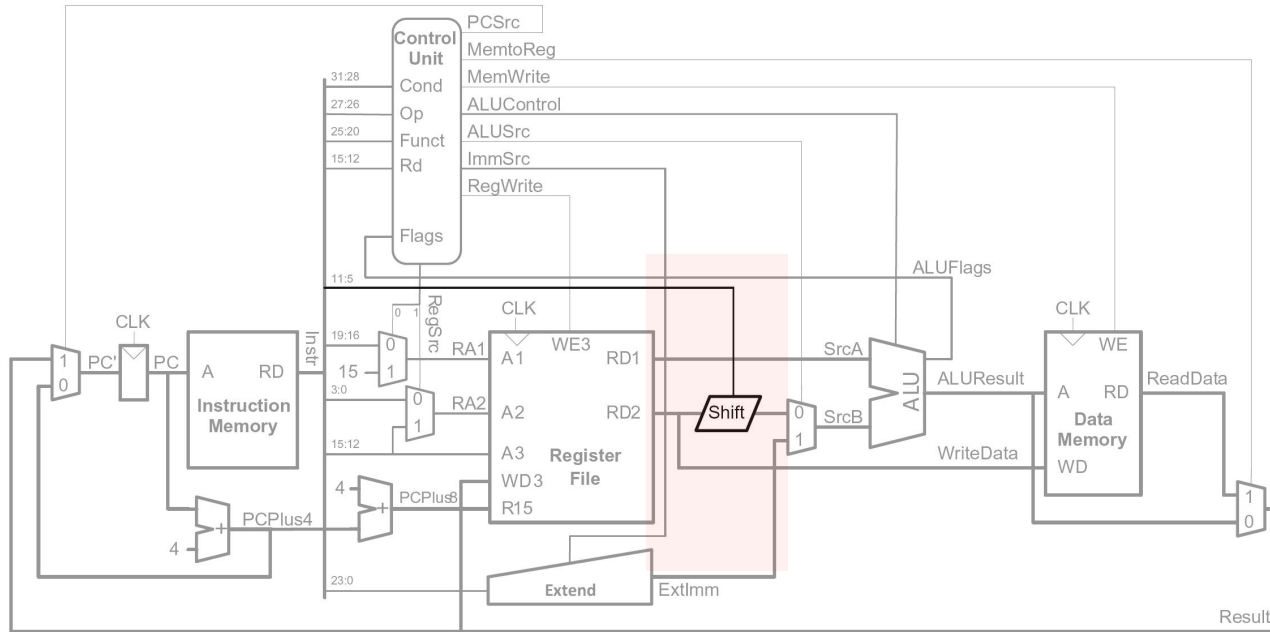 PCSrc
Control
Unit
MemtoReg
MemWrite
31:28
Cond
27:26
Op
ALUControl
25:20
Funct
ALUSrc
15:12
Rd
ImmSrc
RegWrite
Flags
ALUFlags
11:5
0 1
RegSrc
CLK
CLK
CLK
Instr
19:16
0
RA1
A1
WE3
RD1
SrcA
WE
1
PC'
PC
A
RD
15
1
ALU
ALUResult
A
RD
ReadData
0
3:0
0
RA2
A2
RD2
Shift
0
SrcB
Instruction
Memory
1
1
Data
Memory
15:12
A3
Register
File
WriteData
WD
WD3
4
+
PCPlus8
R15
1
0
PCPlus4
+
4
23:0
Extend
ExtImm
Result